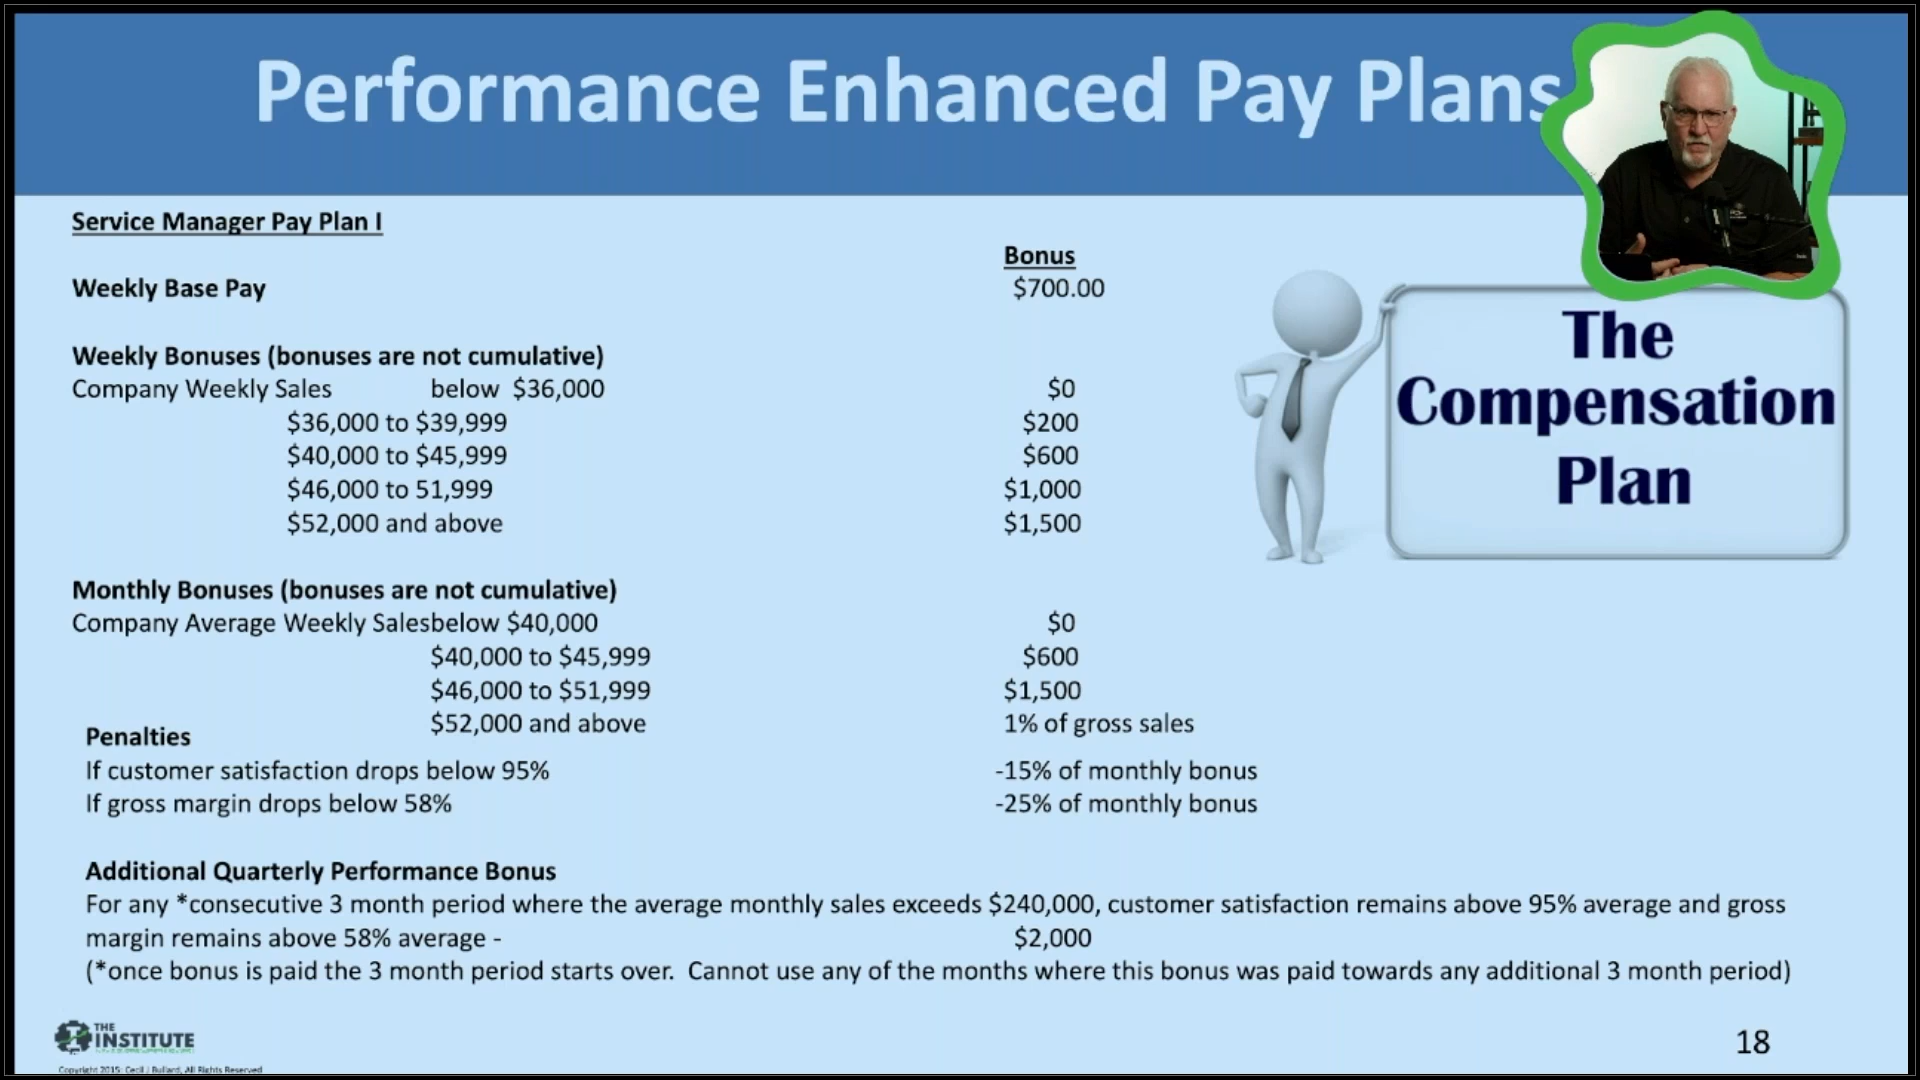 Performance Enhanced Pay Plans
Service Manager Pay Plan I
Bonus
Weekly Base Pay $700.00
Weekly Bonuses (bonuses are not cumulative)
Company Weekly Sales below $36,000 $0
$36,000 to $39,999 $200
$40,000 to $45,999 $600
$46,000 to 51,999 $1,000
$52,000 and above $1,500
The
Compensation
Plan
Monthly Bonuses (bonuses are not cumulative)
Company Average Weekly Salesbelow $40,000 $0
$40,000 to $45,999 $600
$46,000 to $51,999 $1,500
$52,000 and above 1% of gross sales
Penalties
If customer satisfaction drops below 95% -15% of monthly bonus
If gross margin drops below 58% -25% of monthly bonus
Additional Quarterly Performance Bonus
For any *consecutive 3 month period where the average monthly sales exceeds $240,000, customer satisfaction remains above 95% average and gross
margin remains above 58% average - $2,000
(*once bonus is paid the 3 month period starts over. Cannot use any of the months where this bonus was paid towards any additional 3 month period)
THE
INSTITUTE
Copyright 2015: Cecil J Bullard, All Rights Reserved
18